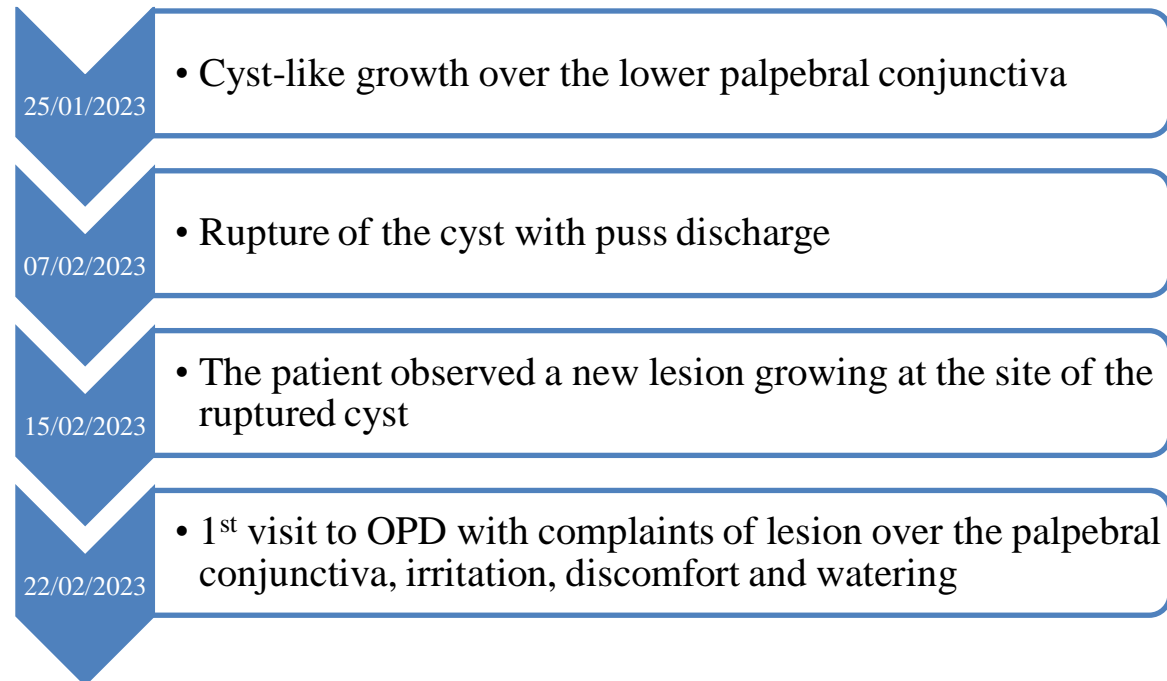 25/01/2023
• Cyst-like growth over the lower palpebral conjunctiva
07/02/2023
• Rupture of the cyst with puss discharge
15/02/2023
• The patient observed a new lesion growing at the site of the
ruptured cyst
22/02/2023
• 1st visit to OPD with complaints of lesion over the palpebral
conjunctiva, irritation, discomfort and watering